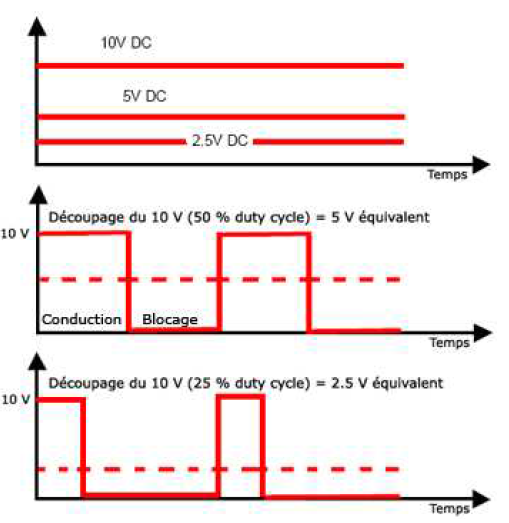 10V DC
5V DC
2.5V DC
Temps
Découpage du 10 V (50 % duty cycle) = 5 V équivalent
10 V
Conduction Blocage
Temps
Découpage du 10 V (25 % duty cycle) = 2.5 V équivalent
10 V
Temps